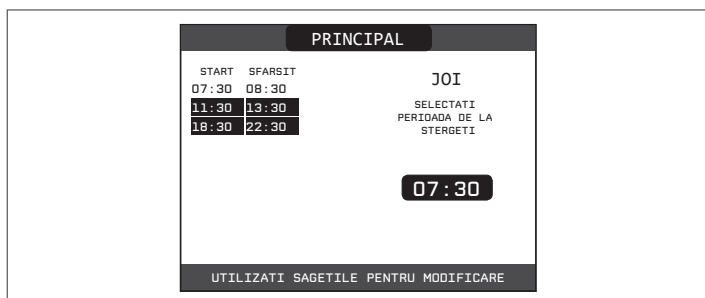 PRINCIPAL
START SFARSIT
07:30 08:30
11:30 13:30
18:30 22:30
JOI
SELECTATI
PERIOADA DE LA
STERGETI
07:30
UTILIZATI SAGETILE PENTRU MODIFICARE